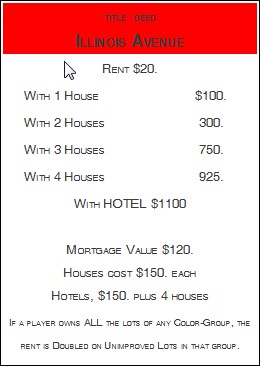 TITLE DEED
ILLINOIS AVENUE
RENT $20.
WITH 1 HOUSE $100.
WITH 2 HOUSES 300.
WITH 3 HOUSES 750.
WITH 4 HOUSES 925.
WITH HOTEL $1100
MORTGAGE VALUE $120.
HOUSES COST $150. EACH
HOTELS, $150. PLUS 4 HOUSES
IF A PLAYER OWNS ALL THE LOTS OF ANY COLOR-GROUP, THE
RENT IS DOUBLED ON UNIMPROVED LOTS IN THAT GROUP.